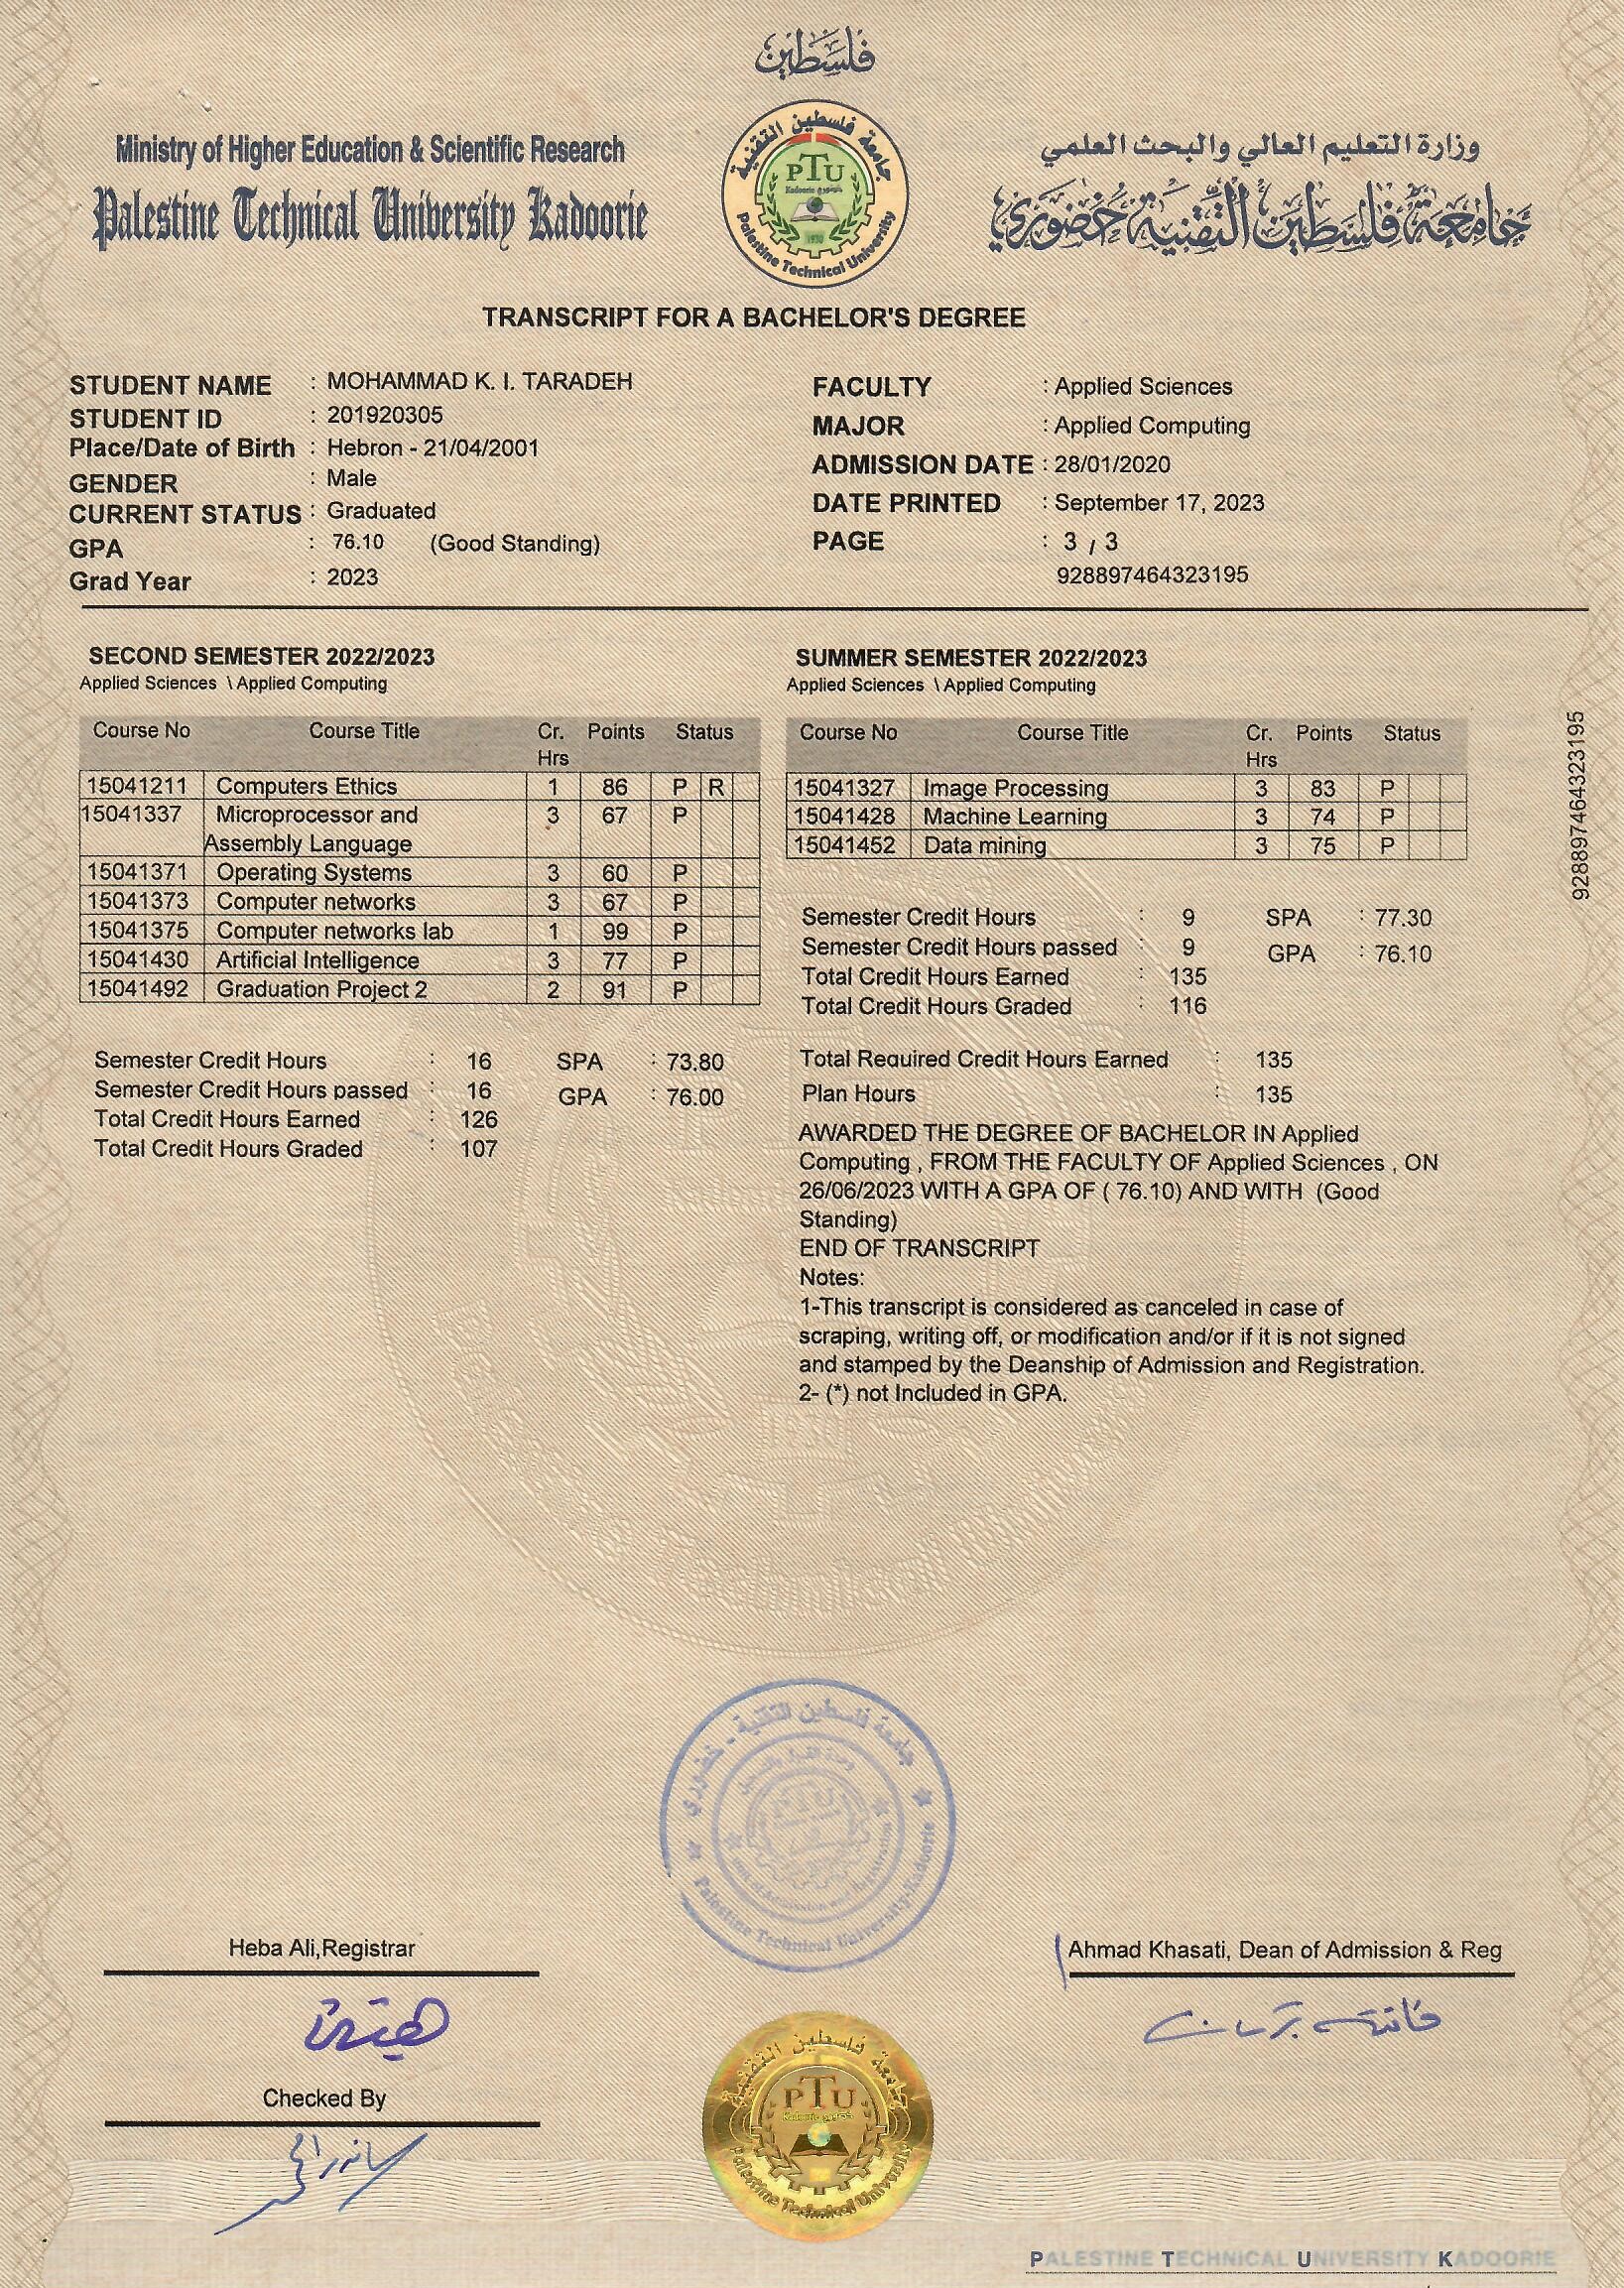 فلسطين
Ministry of Higher Education & Scientific Research
Palestine Technical University Kadoorie
جامعة فلسطين التقنية
PTU
Kadoorie خضوري
1930
Palestine Technical University
وزارة التعليم العالي والبحث العلمي
جامعة فلسطين التقنية خضوري
TRANSCRIPT FOR A BACHELOR'S DEGREE
STUDENT NAME : MOHAMMAD K. I. TARADEH
STUDENT ID : 201920305
Place/Date of Birth : Hebron - 21/04/2001
GENDER : Male
CURRENT STATUS : Graduated
GPA : 76.10 (Good Standing)
Grad Year : 2023
FACULTY : Applied Sciences
MAJOR : Applied Computing
ADMISSION DATE : 28/01/2020
DATE PRINTED : September 17, 2023
PAGE : 3 / 3
928897464323195
SECOND SEMESTER 2022/2023
Applied Sciences \ Applied Computing
Course No Course Title Cr. Points Status
Hrs
15041211 Computers Ethics 1 86 P R
15041337 Microprocessor and 3 67 P
Assembly Language
15041371 Operating Systems 3 60 P
15041373 Computer networks 3 67 P
15041375 Computer networks lab 1 99 P
15041430 Artificial Intelligence 3 77 P
15041492 Graduation Project 2 2 91 P
Semester Credit Hours : 16 SPA : 73.80
Semester Credit Hours passed : 16 GPA : 76.00
Total Credit Hours Earned : 126
Total Credit Hours Graded : 107
SUMMER SEMESTER 2022/2023
Applied Sciences \ Applied Computing
Course No Course Title Cr. Points Status
Hrs
15041327 Image Processing 3 83 P
15041428 Machine Learning 3 74 P
15041452 Data mining 3 75 P
Semester Credit Hours : 9 SPA : 77.30
Semester Credit Hours passed : 9 GPA : 76.10
Total Credit Hours Earned : 135
Total Credit Hours Graded : 116
Total Required Credit Hours Earned : 135
Plan Hours : 135
AWARDED THE DEGREE OF BACHELOR IN Applied
Computing , FROM THE FACULTY OF Applied Sciences , ON
26/06/2023 WITH A GPA OF ( 76.10) AND WITH (Good
Standing)
END OF TRANSCRIPT
Notes:
1-This transcript is considered as canceled in case of
scraping, writing off, or modification and/or if it is not signed
and stamped by the Deanship of Admission and Registration.
2- (*) not Included in GPA.
928897464323195
1930
جامعة فلسطين التقنية - خضوري
وحدة القبول والتسجيل
PTU
Unit of Admission and Registration
Palestine Technical University-Kadoorie
Heba Ali,Registrar
Checked By
Ahmad Khasati, Dean of Admission & Reg
جامعة فلسطين التقنية
PTU
Kadoorie خضوري
Palestine Technical University
PALESTINE TECHNICAL UNIVERSITY KADOORIE